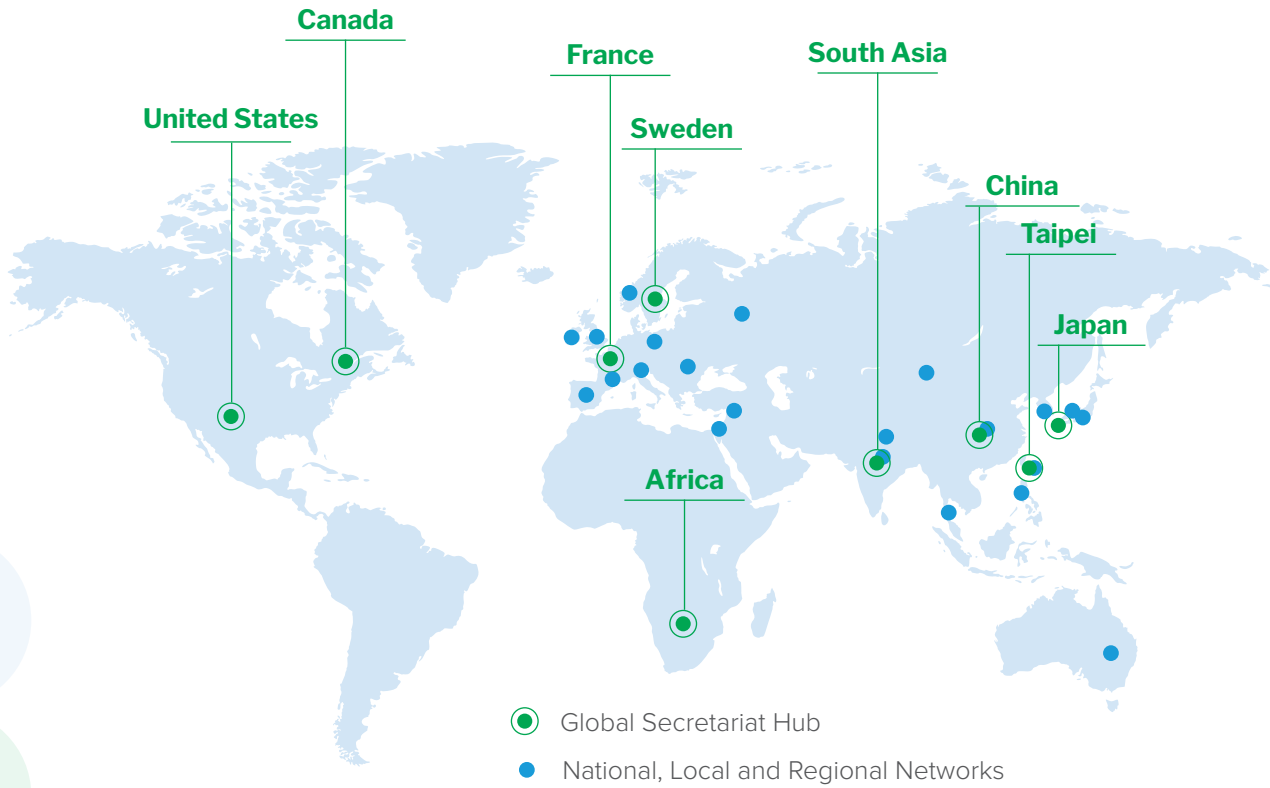 Canada
France
South Asia
United States
Sweden
China
Taipei
Japan
Africa
Global Secretariat Hub
National, Local and Regional Networks